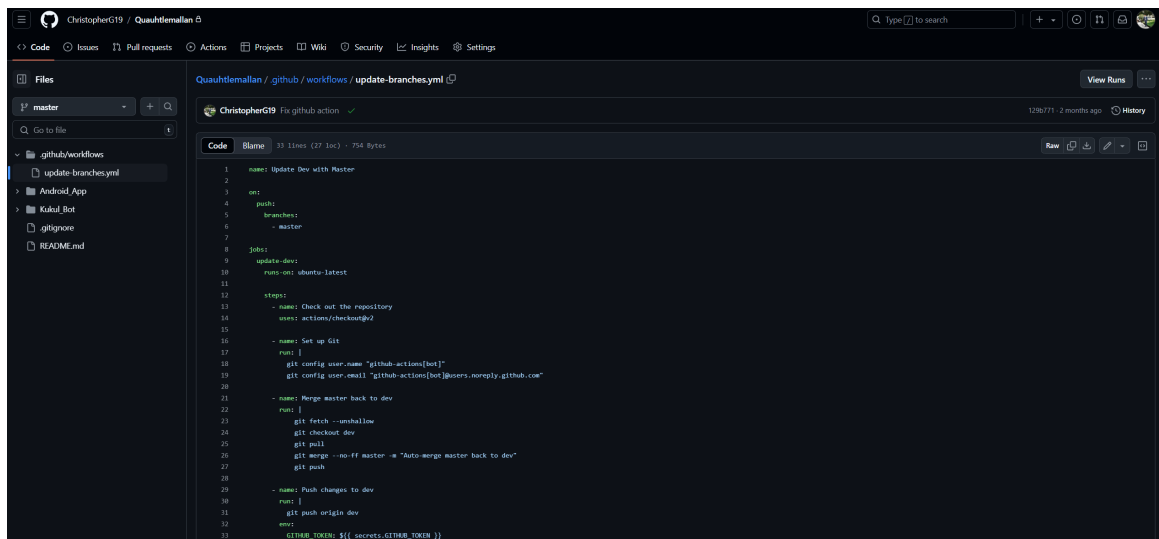 ChristopherG19 / Quauhtlemallan
Type / to search
Code Issues Pull requests Actions Projects Wiki Security Insights Settings
Files
master
Go to file t
.github/workflows
update-branches.yml
Android_App
Kukul_Bot
.gitignore
README.md
Quauhtlemallan / .github / workflows / update-branches.yml
View Runs
ChristopherG19 Fix github action
129b771 · 2 months ago History
Code Blame 33 lines (27 loc) · 754 Bytes
Raw
1 name: Update Dev with Master
2
3 on:
4 push:
5 branches:
6 - master
7
8 jobs:
9 update-dev:
10 runs-on: ubuntu-latest
11
12 steps:
13 - name: Check out the repository
14 uses: actions/checkout@v2
15
16 - name: Set up Git
17 run: |
18 git config user.name "github-actions[bot]"
19 git config user.email "github-actions[bot]@users.noreply.github.com"
20
21 - name: Merge master back to dev
22 run: |
23 git fetch --unshallow
24 git checkout dev
25 git pull
26 git merge --no-ff master -m "Auto-merge master back to dev"
27 git push
28
29 - name: Push changes to dev
30 run: |
31 git push origin dev
32 env:
33 GITHUB_TOKEN: ${{ secrets.GITHUB_TOKEN }}